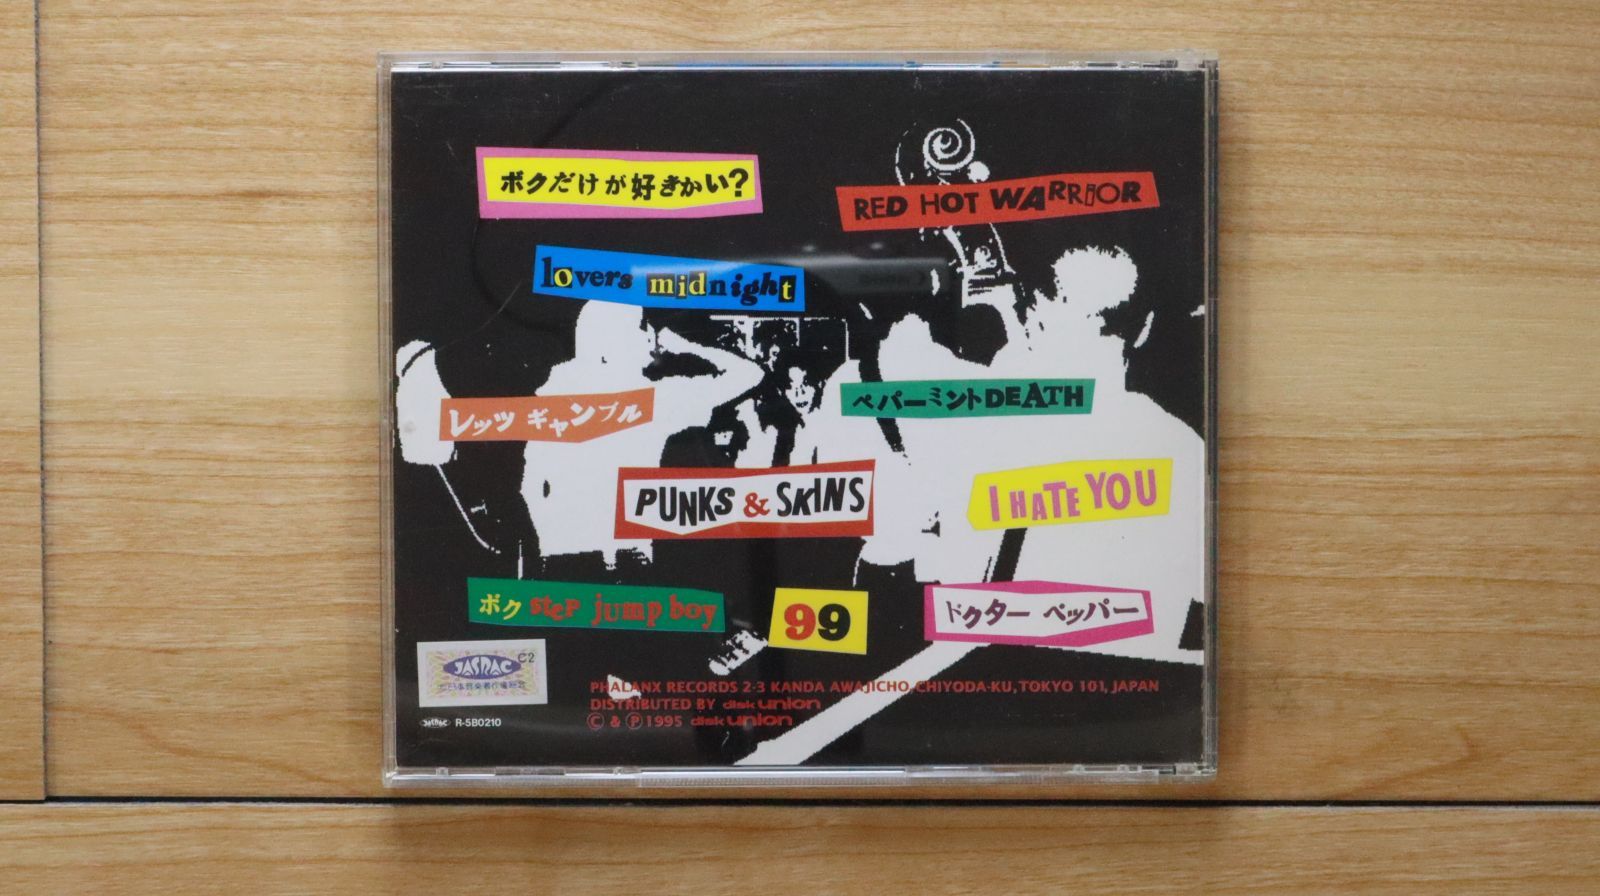 ボクだけが好きかい?
RED HOT WARRIOR
lovers midnight
レッツ ギャンブル
ペパーミントDEATH
PUNKS & SKINS
I HATE YOU
ボク step jump boy
99
ドクター ペッパー
JASRAC C2
JASRAC R-5B0210
PHALANX RECORDS 2-3 KANDA AWAJICHO, CHIYODA-KU, TOKYO 101, JAPAN
DISTRIBUTED BY disk union
© & ℗ 1995 disk union